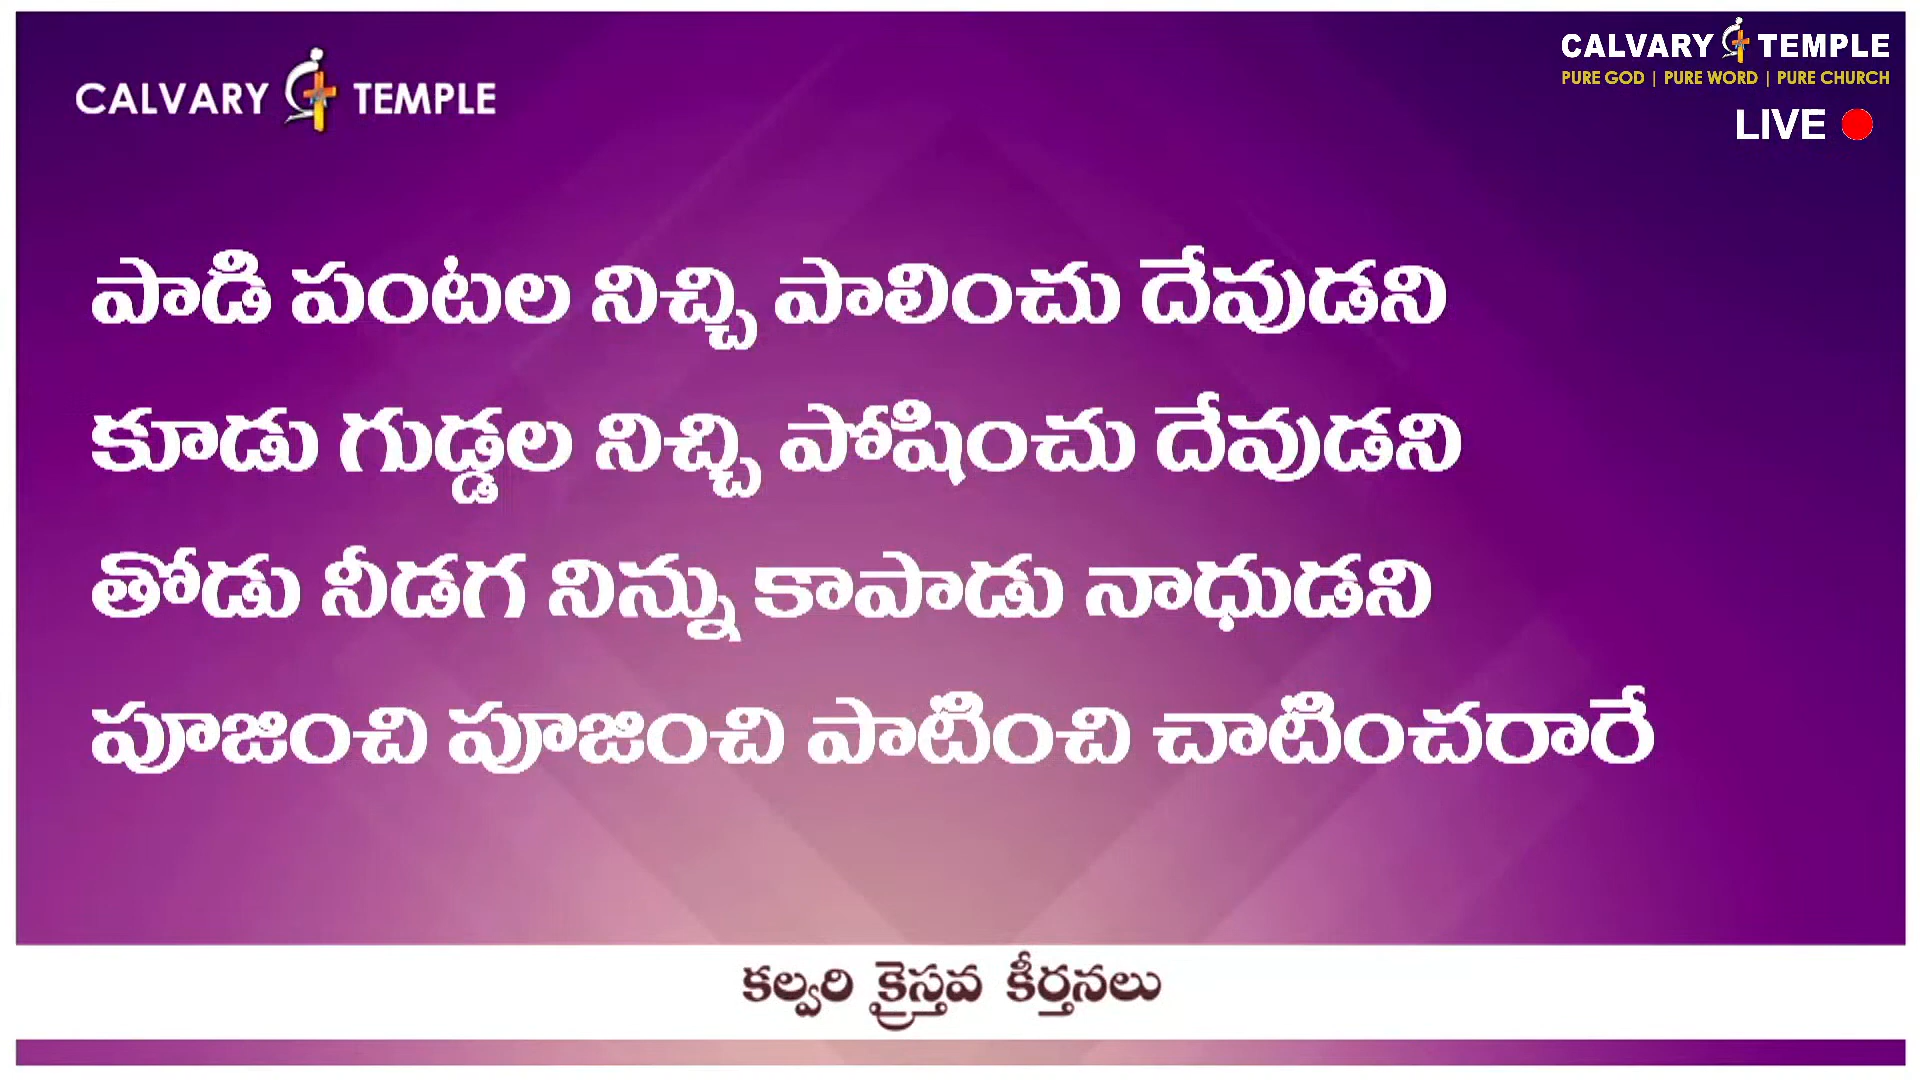 CALVARY TEMPLE
CALVARY TEMPLE
PURE GOD | PURE WORD | PURE CHURCH
LIVE
పాడి పంటల నిచ్చి పాలించు దేవుడని
కూడు గుడ్డల నిచ్చి పోషించు దేవుడని
తోడు నీడగ నిన్ను కాపాడు నాధుడని
పూజించి పూజించి పాటించి చాటించరారే
కల్వరి క్రైస్తవ కీర్తనలు